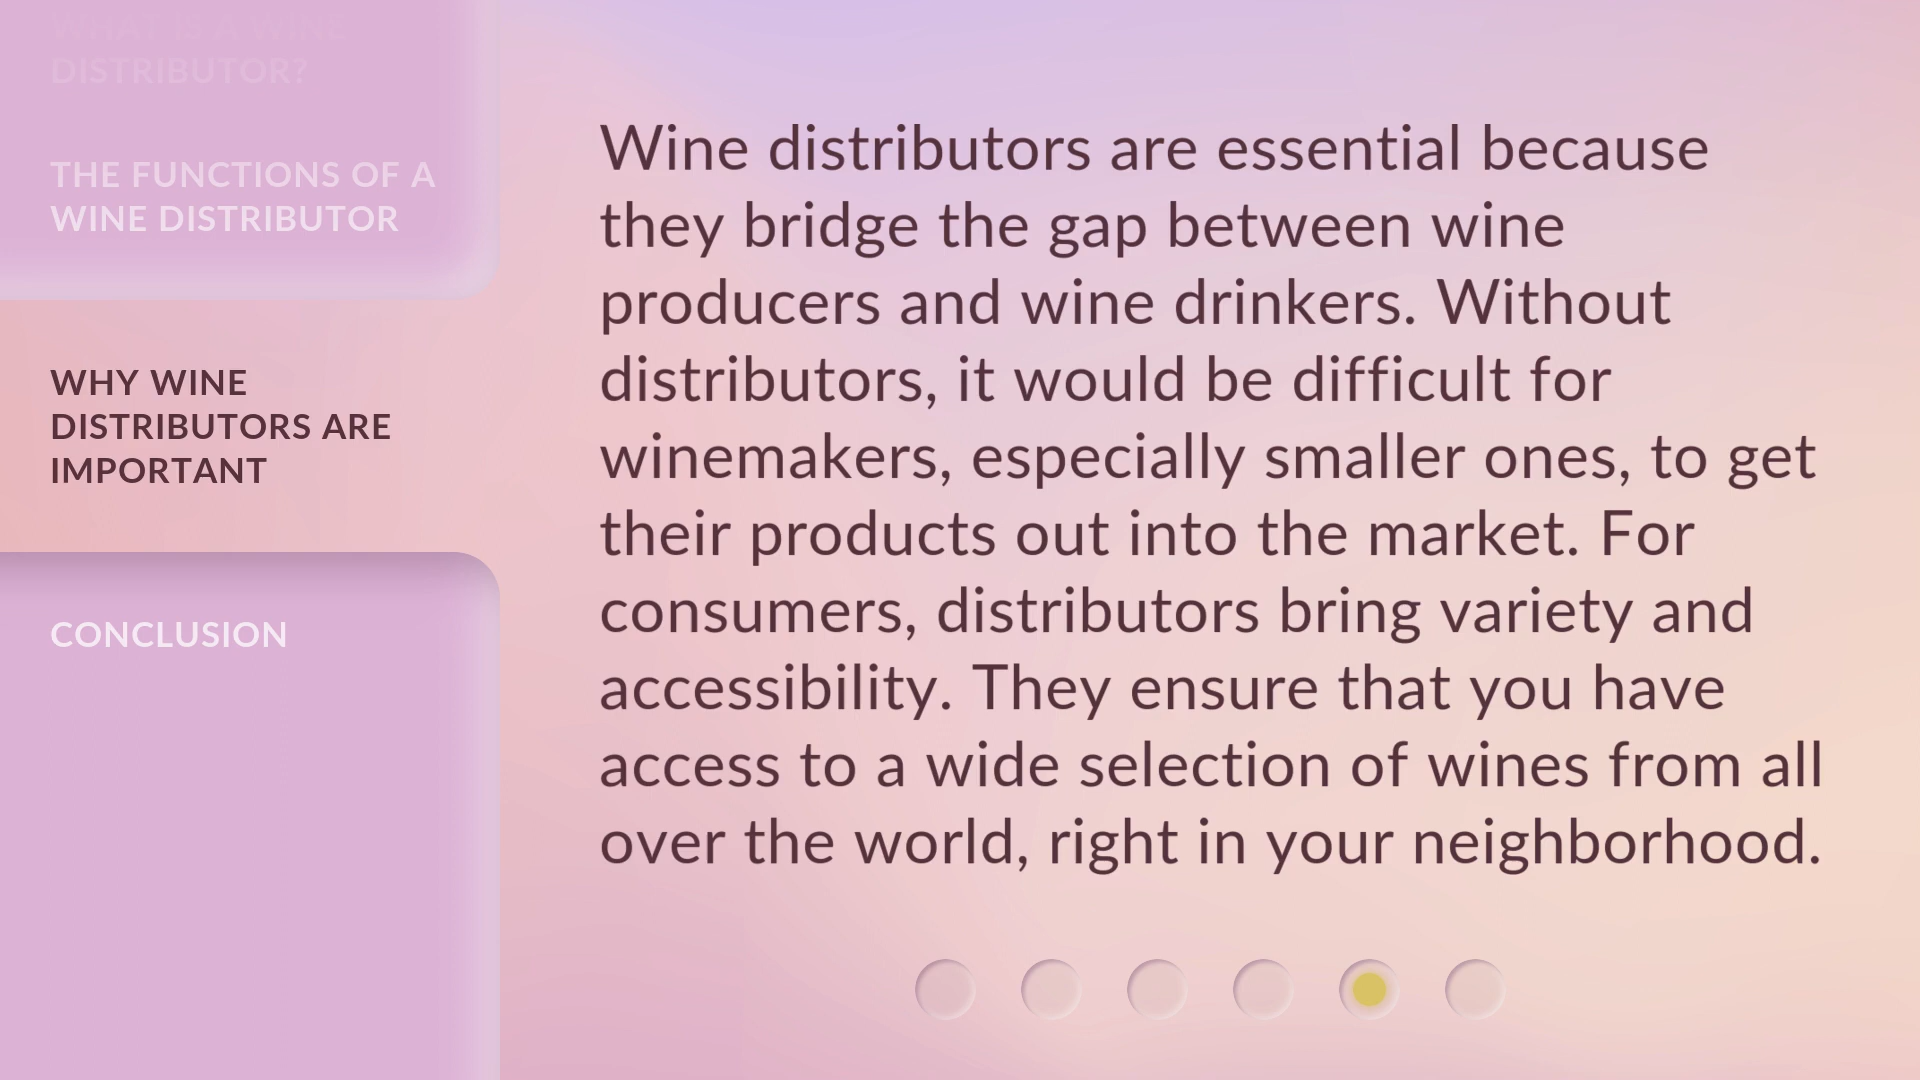 WHAT IS A WINE
DISTRIBUTOR?
THE FUNCTIONS OF A
WINE DISTRIBUTOR
WHY WINE
DISTRIBUTORS ARE
IMPORTANT
CONCLUSION
Wine distributors are essential because
they bridge the gap between wine
producers and wine drinkers. Without
distributors, it would be difficult for
winemakers, especially smaller ones, to get
their products out into the market. For
consumers, distributors bring variety and
accessibility. They ensure that you have
access to a wide selection of wines from all
over the world, right in your neighborhood.